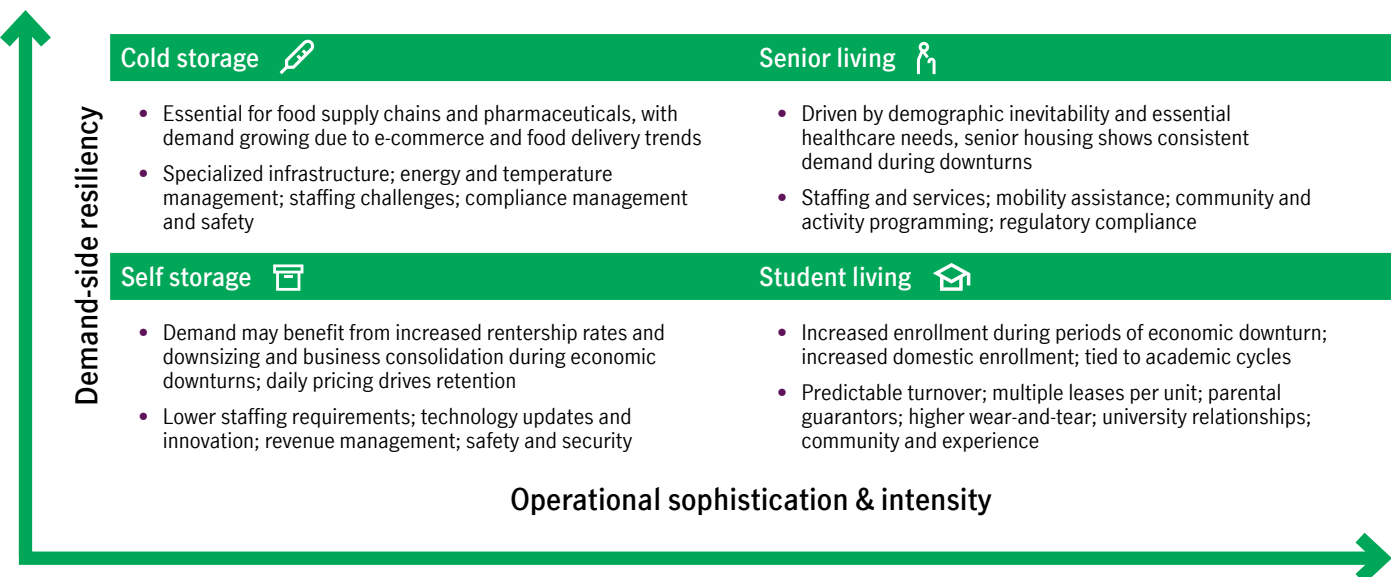 Demand-side resiliency
Cold storage
• Essential for food supply chains and pharmaceuticals, with
demand growing due to e-commerce and food delivery trends
• Specialized infrastructure; energy and temperature
management; staffing challenges; compliance management
and safety
Senior living
• Driven by demographic inevitability and essential
healthcare needs, senior housing shows consistent
demand during downturns
• Staffing and services; mobility assistance; community and
activity programming; regulatory compliance
Self storage
• Demand may benefit from increased rentership rates and
downsizing and business consolidation during economic
downturns; daily pricing drives retention
• Lower staffing requirements; technology updates and
innovation; revenue management; safety and security
Student living
• Increased enrollment during periods of economic downturn;
increased domestic enrollment; tied to academic cycles
• Predictable turnover; multiple leases per unit; parental
guarantors; higher wear-and-tear; university relationships;
community and experience
Operational sophistication & intensity